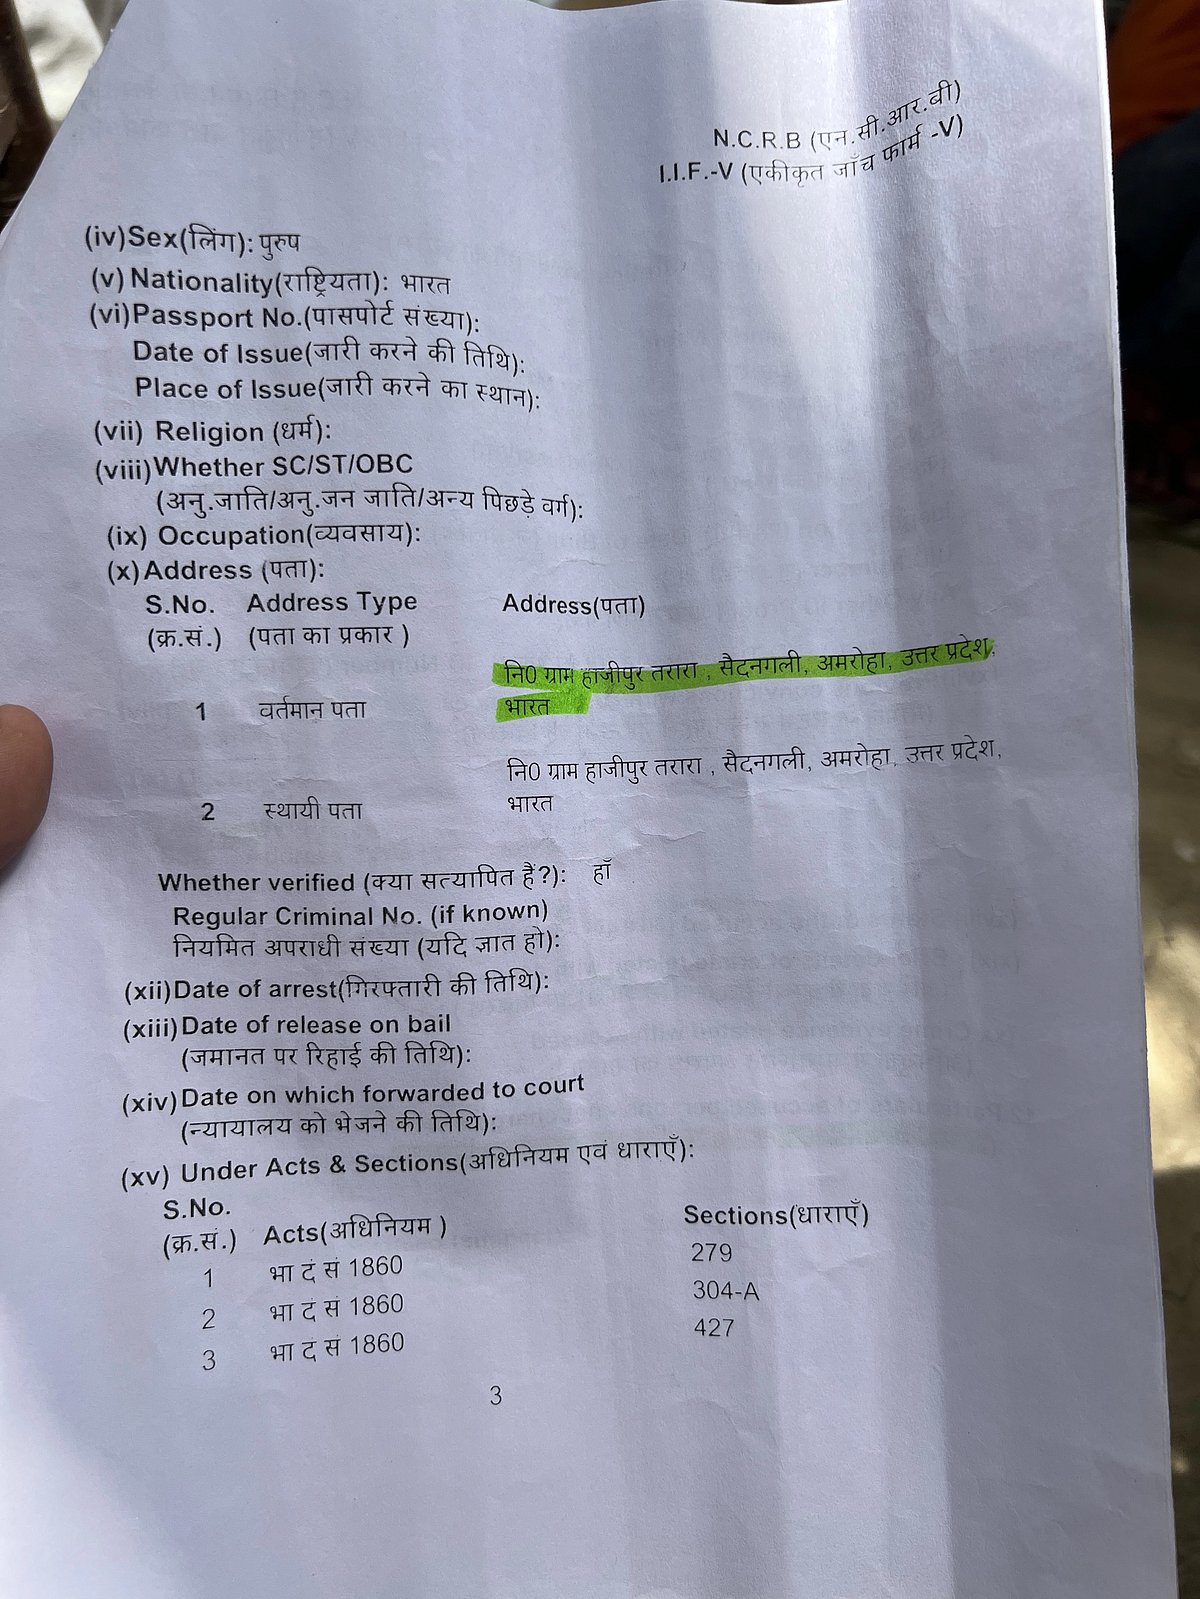 N.C.R.B (एन.सी.आर.बी)
I.I.F.-V (एकीकृत जाँच फार्म -V)
(iv) Sex(लिंग): पुरुष
(v) Nationality(राष्ट्रियता): भारत
(vi) Passport No.(पासपोर्ट संख्या):
Date of Issue(जारी करने की तिथि):
Place of Issue(जारी करने का स्थान):
(vii) Religion (धर्म):
(viii) Whether SC/ST/OBC
(अनु.जाति/अनु.जन जाति/अन्य पिछड़े वर्ग):
(ix) Occupation(व्यवसाय):
(x) Address (पता):
S.No. Address Type Address(पता)
(क्र.सं.) (पता का प्रकार )
नि0 ग्राम हाजीपुर तरारा , सैदनगली, अमरोहा, उत्तर प्रदेश,
1 वर्तमान पता भारत
नि0 ग्राम हाजीपुर तरारा , सैदनगली, अमरोहा, उत्तर प्रदेश,
2 स्थायी पता भारत
Whether verified (क्या सत्यापित हैं?): हाँ
Regular Criminal No. (if known)
नियमित अपराधी संख्या (यदि ज्ञात हो):
(xii) Date of arrest(गिरफ्तारी की तिथि):
(xiii) Date of release on bail
(जमानत पर रिहाई की तिथि):
(xiv) Date on which forwarded to court
(न्यायालय को भेजने की तिथि):
(xv) Under Acts & Sections(अधिनियम एवं धाराएँ):
S.No.
(क्र.सं.) Acts(अधिनियम ) Sections(धाराएँ)
1 भा दं सं 1860 279
2 भा दं सं 1860 304-A
3 भा दं सं 1860 427
3